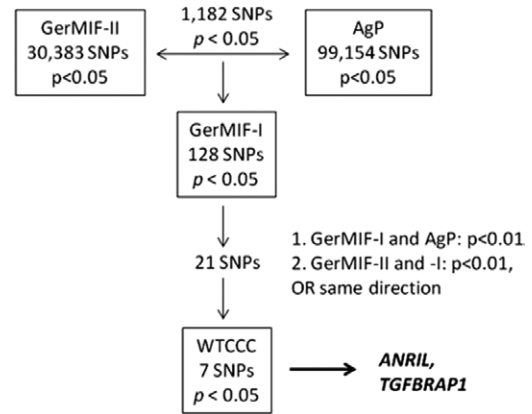 GerMIF-II
30,383 SNPs
p<0.05
1,182 SNPs
p < 0.05
AgP
99,154 SNPs
p<0.05
GerMIF-I
128 SNPs
p < 0.05
21 SNPs
1. GerMIF-I and AgP: p<0.01
2. GerMIF-II and -I: p<0.01,
OR same direction
WTCCC
7 SNPs
p < 0.05
ANRIL,
TGFBRAP1